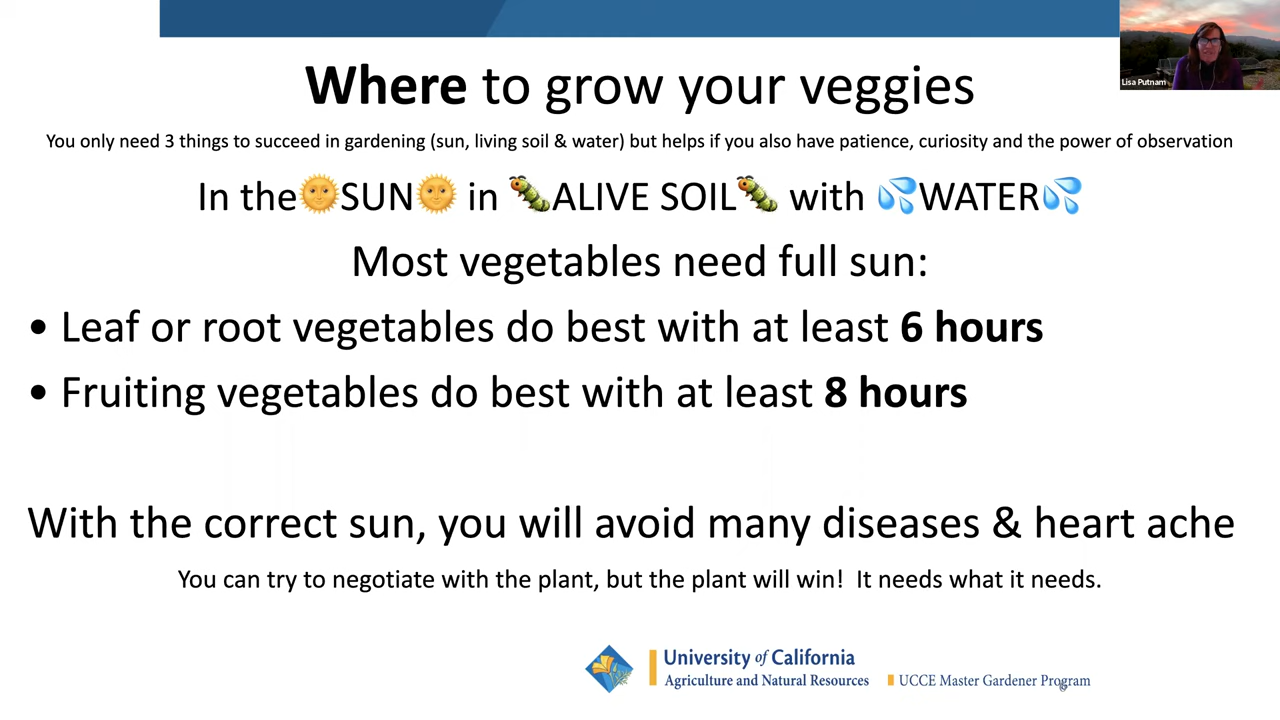 Lisa Putnam
Where to grow your veggies
You only need 3 things to succeed in gardening (sun, living soil & water) but helps if you also have patience, curiosity and the power of observation
In the🌞SUN🌞 in 🐛ALIVE SOIL🐛 with 💦WATER💦
Most vegetables need full sun:
• Leaf or root vegetables do best with at least 6 hours
• Fruiting vegetables do best with at least 8 hours
With the correct sun, you will avoid many diseases & heart ache
You can try to negotiate with the plant, but the plant will win! It needs what it needs.
University of California
Agriculture and Natural Resources
UCCE Master Gardener Program